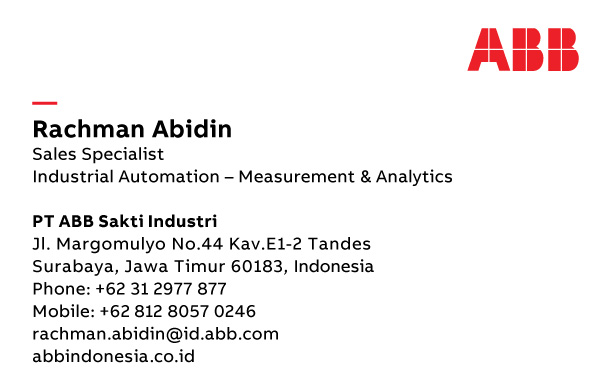 ABB
Rachman Abidin
Sales Specialist
Industrial Automation – Measurement & Analytics
PT ABB Sakti Industri
Jl. Margomulyo No.44 Kav.E1-2 Tandes
Surabaya, Jawa Timur 60183, Indonesia
Phone: +62 31 2977 877
Mobile: +62 812 8057 0246
rachman.abidin@id.abb.com
abbindonesia.co.id